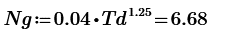 Ng := 0.04 • Td^1.25 = 6.68